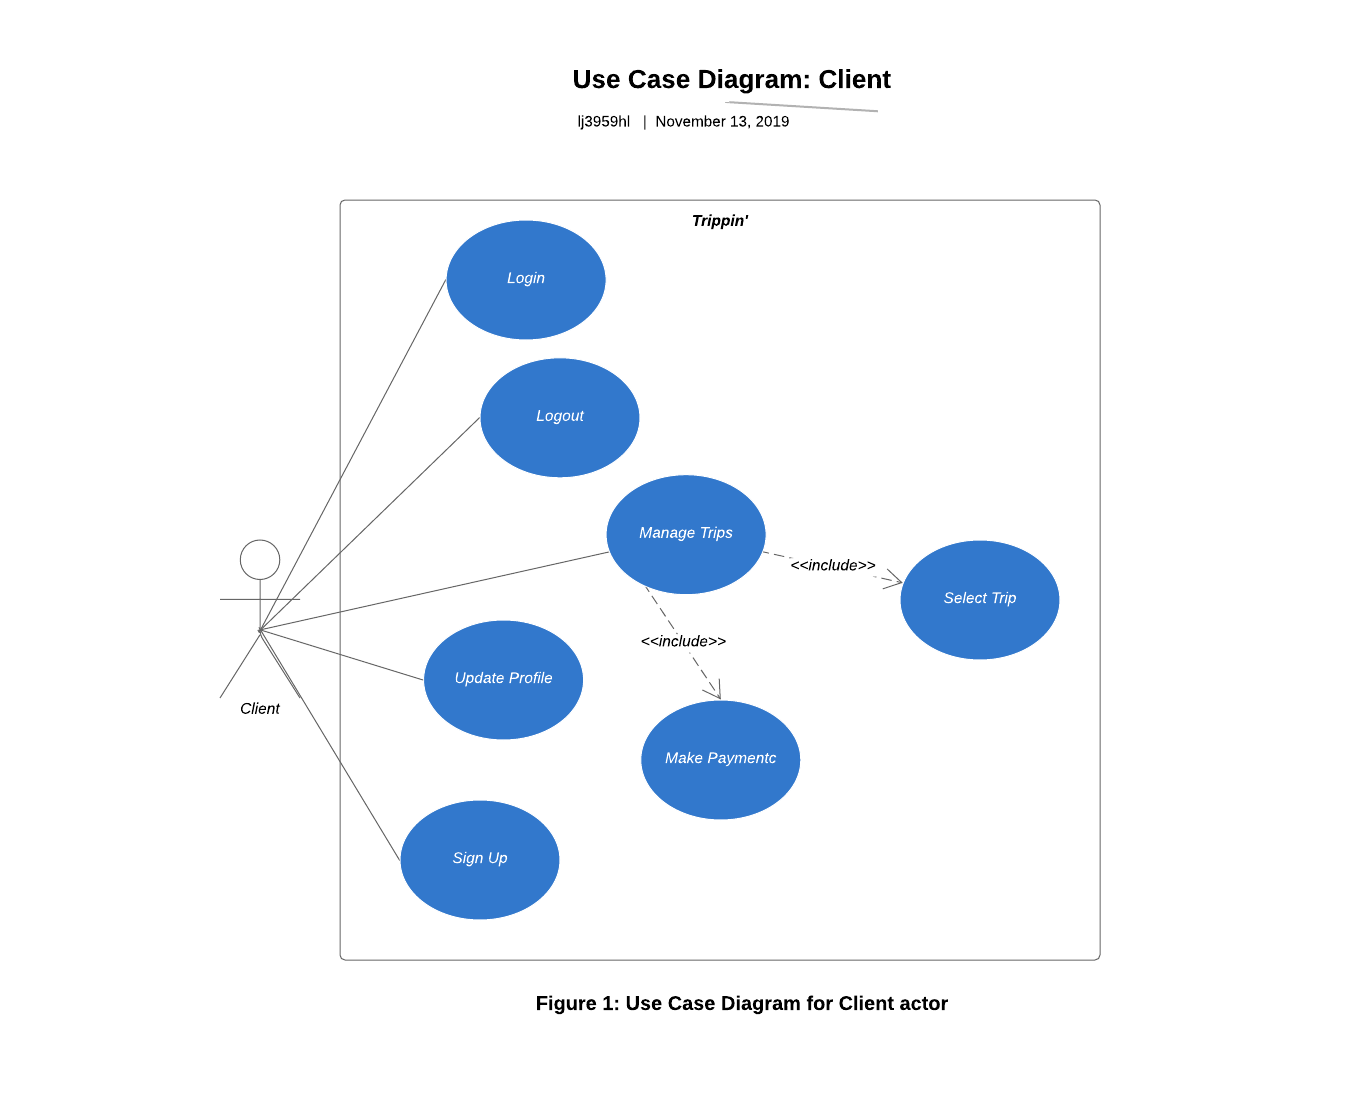 Use Case Diagram: Client
lj3959hl | November 13, 2019
Trippin'
Login
Logout
Manage Trips
<<include>>
Select Trip
<<include>>
Update Profile
Client
Make Paymentc
Sign Up
Figure 1: Use Case Diagram for Client actor